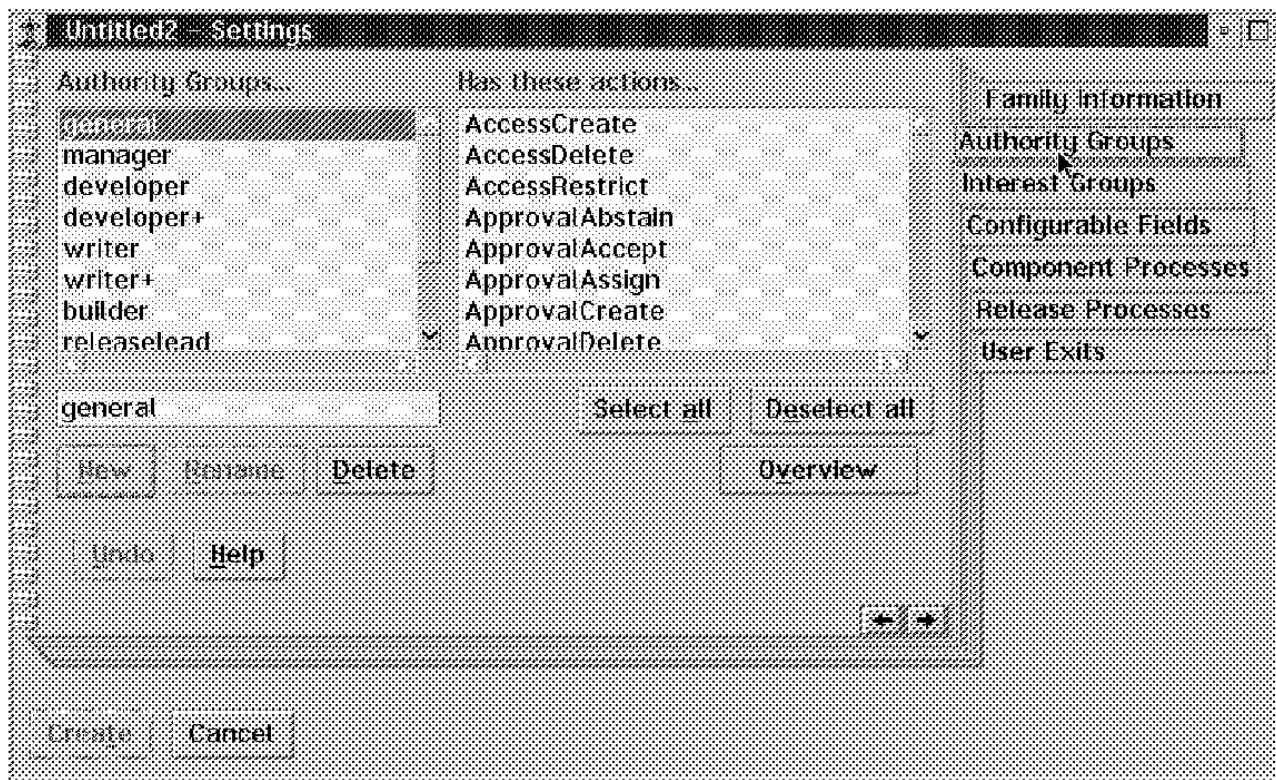 Untitled2 - Settings
Authority Groups...
general
manager
developer
developer+
writer
writer+
builder
releaselead
general
New
Rename
Delete
Undo
Help
Has these actions...
AccessCreate
AccessDelete
AccessRestrict
ApprovalAbstain
ApprovalAccept
ApprovalAssign
ApprovalCreate
ApprovalDelete
Select all
Deselect all
Overview
Family Information
Authority Groups
Interest Groups
Configurable Fields
Component Processes
Release Processes
User Exits
Create
Cancel